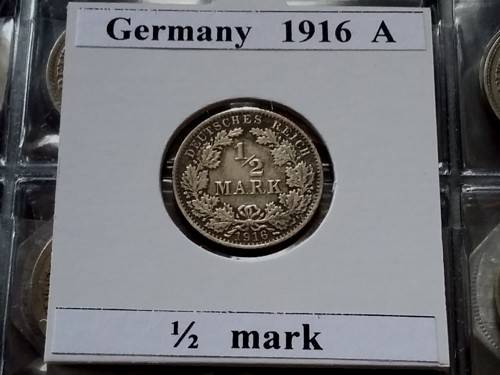 Germany 1916 A
DEUTSCHES REICH
1/2
MARK
1916
½ mark